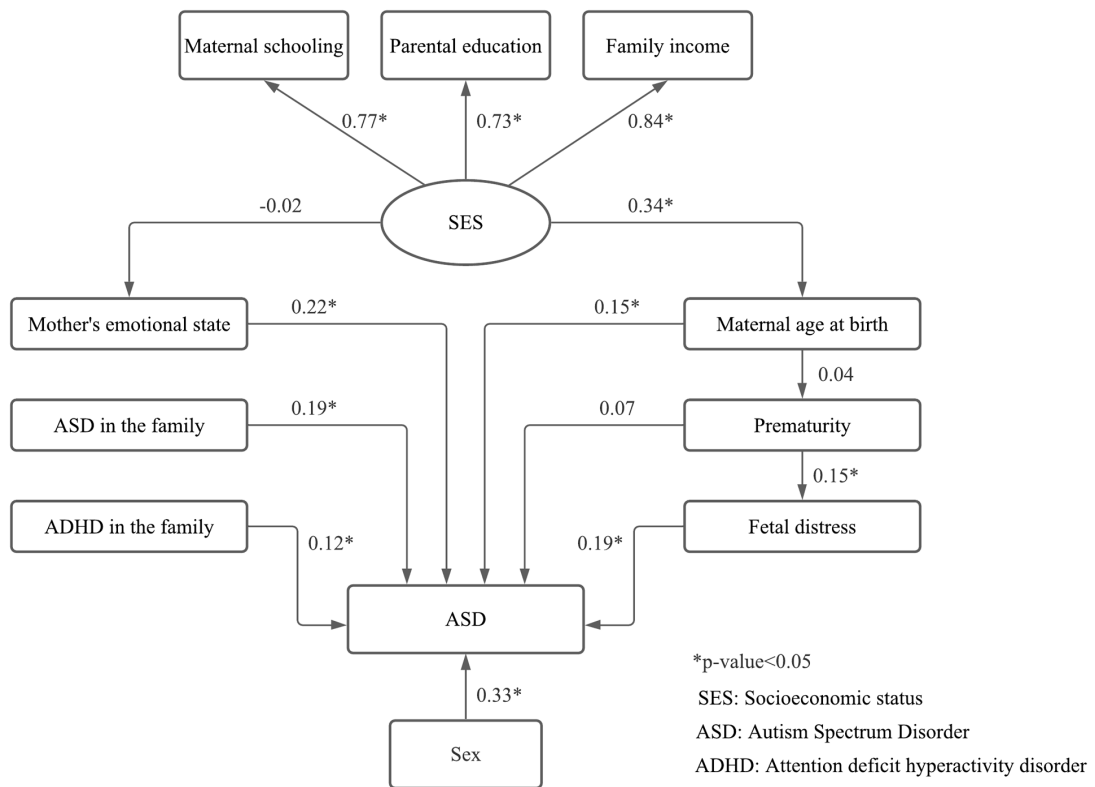 Maternal schooling
Parental education
Family income
0.77*
0.73*
0.84*
-0.02
SES
0.34*
Mother's emotional state
0.22*
0.15*
Maternal age at birth
0.04
ASD in the family
0.19*
0.07
Prematurity
0.15*
ADHD in the family
0.12*
0.19*
Fetal distress
ASD
0.33*
Sex
*p-value<0.05
SES: Socioeconomic status
ASD: Autism Spectrum Disorder
ADHD: Attention deficit hyperactivity disorder